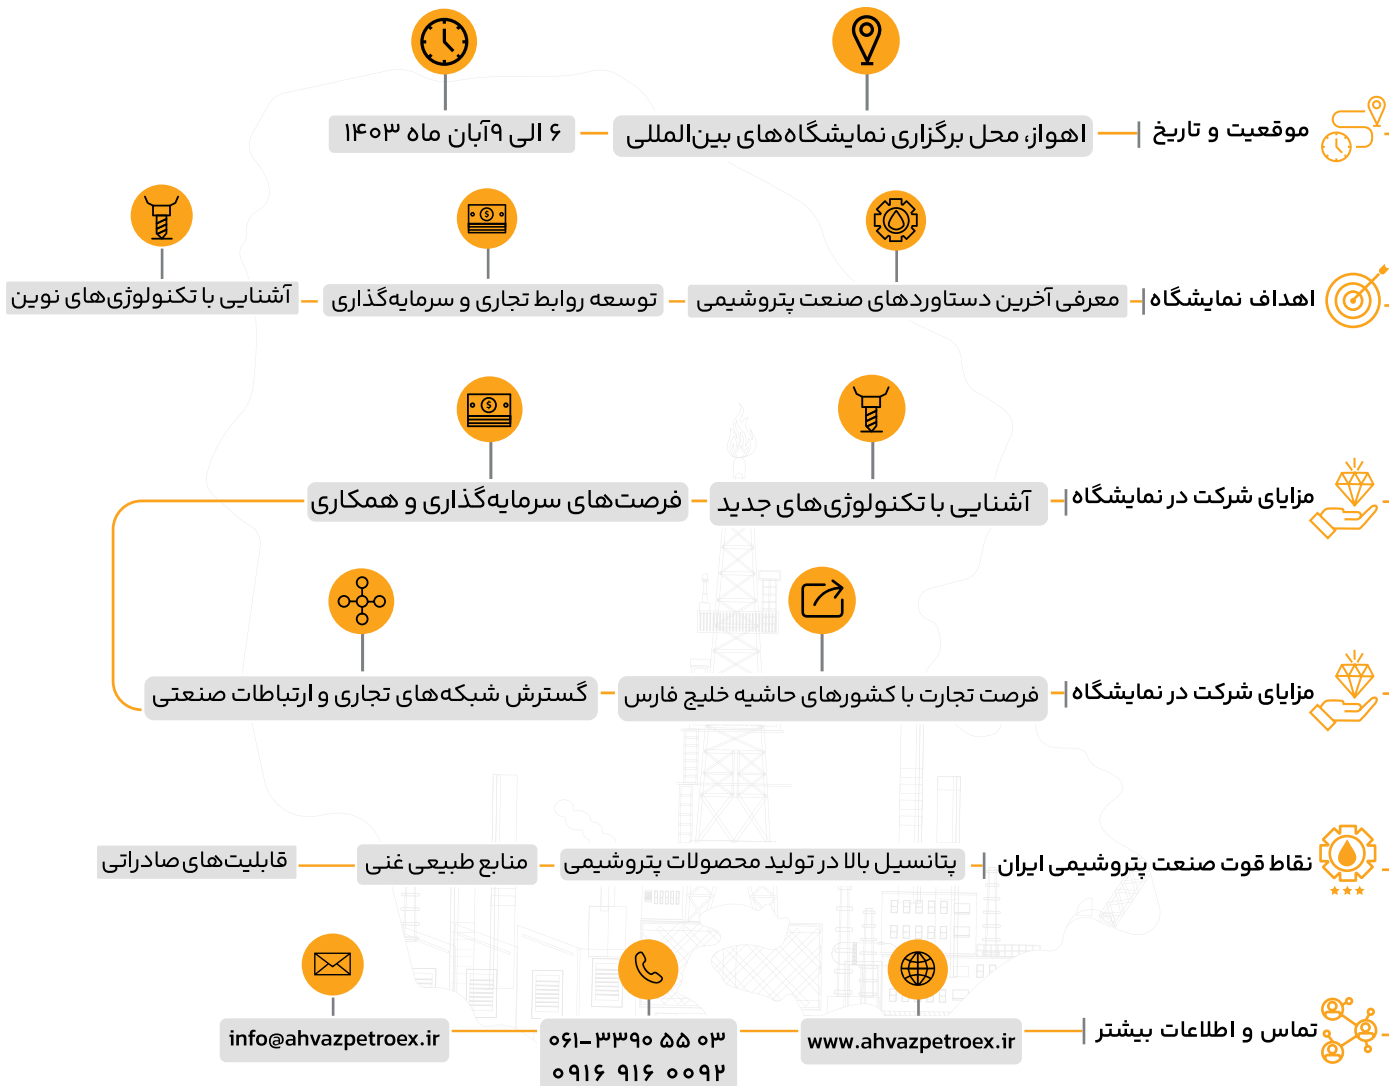 موقعیت و تاریخ
اهواز، محل برگزاری نمایشگاه‌های بین‌المللی
۶ الی ۹آبان ماه ۱۴۰۳
اهداف نمایشگاه
معرفی آخرین دستاوردهای صنعت پتروشیمی
توسعه روابط تجاری و سرمایه‌گذاری
آشنایی با تکنولوژی‌های نوین
مزایای شرکت در نمایشگاه
آشنایی با تکنولوژی‌های جدید
فرصت‌های سرمایه‌گذاری و همکاری
مزایای شرکت در نمایشگاه
فرصت تجارت با کشورهای حاشیه خلیج فارس
گسترش شبکه‌های تجاری و ارتباطات صنعتی
نقاط قوت صنعت پتروشیمی ایران
پتانسیل بالا در تولید محصولات پتروشیمی
منابع طبیعی غنی
قابلیت‌های صادراتی
تماس و اطلاعات بیشتر
www.ahvazpetroex.ir
۰۶۱-۳۳۹۰ ۵۵ ۰۳
۰۹۱۶ ۹۱۶ ۰۰۹۲
info@ahvazpetroex.ir